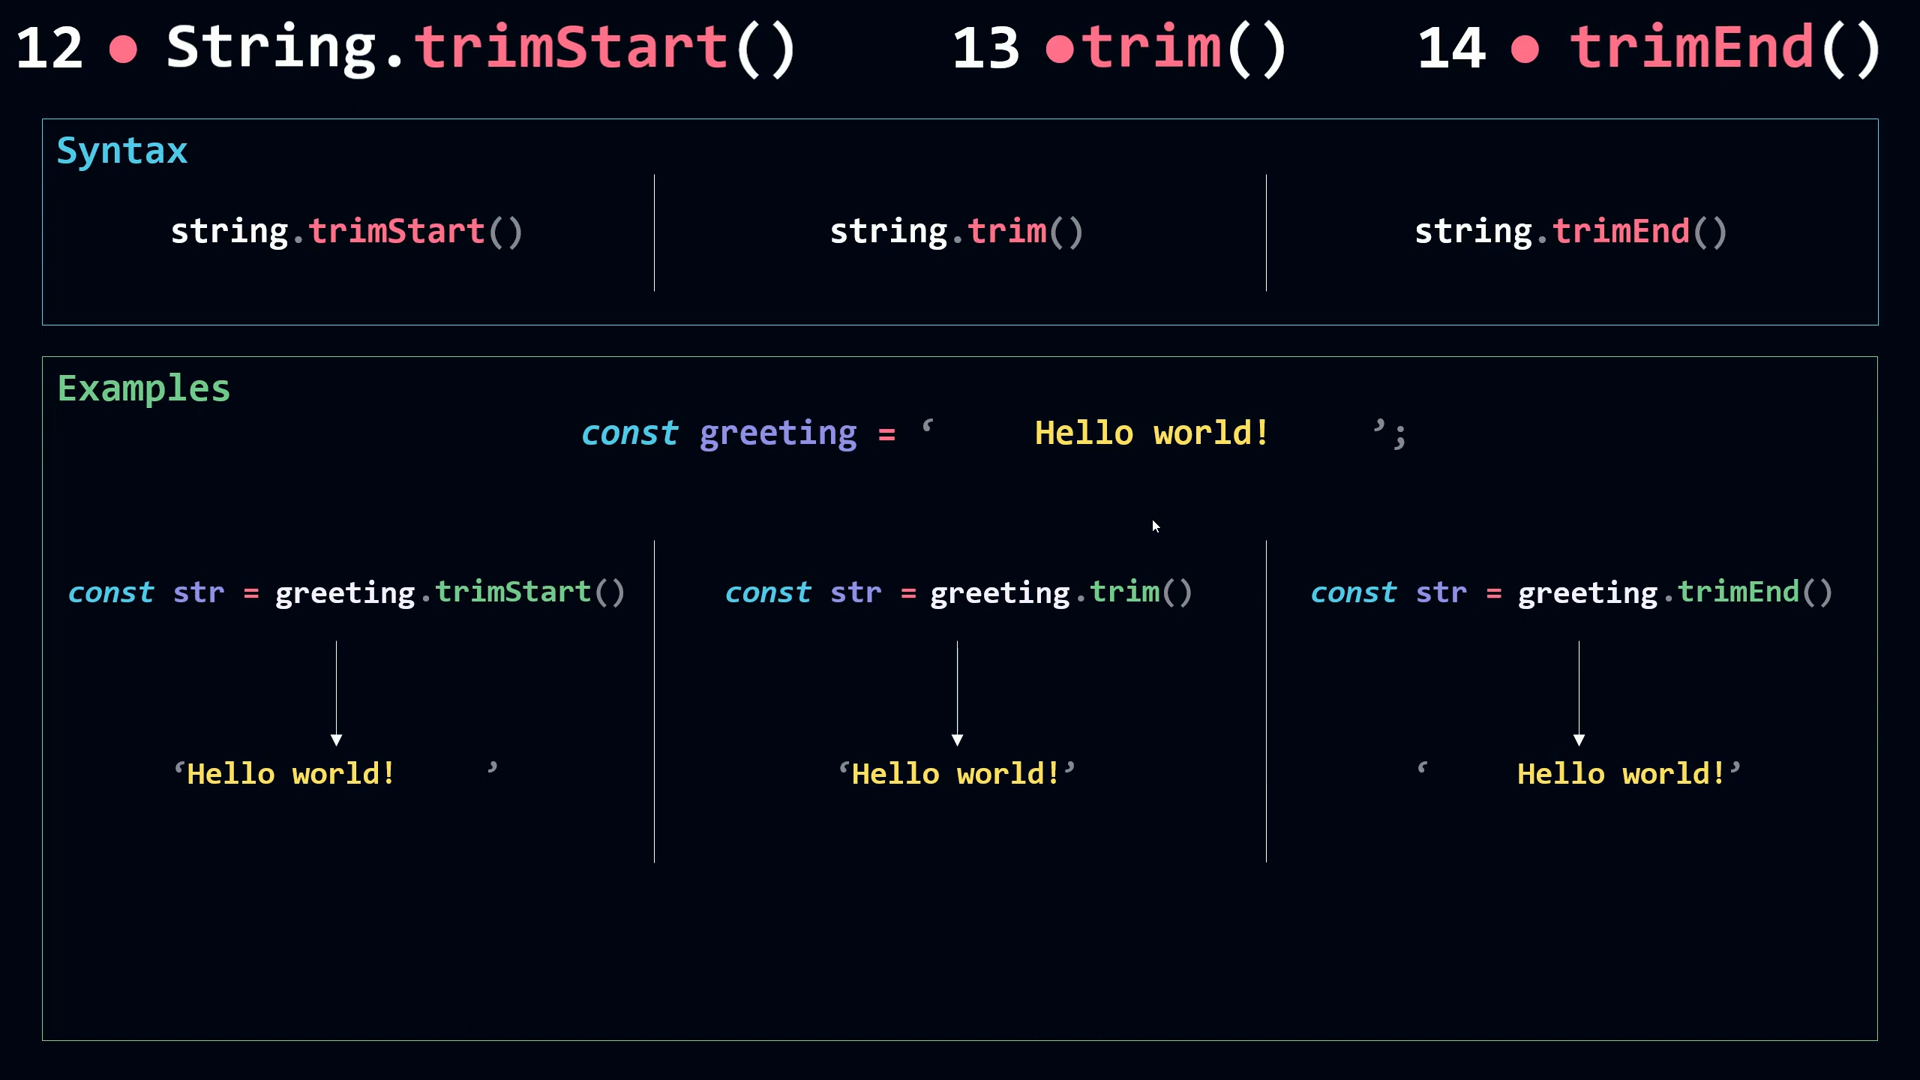 12 • String.trimStart() 13 •trim() 14 • trimEnd()
Syntax
string.trimStart() string.trim() string.trimEnd()
Examples
const greeting = ‘     Hello world!     ’;
const str = greeting.trimStart() const str = greeting.trim() const str = greeting.trimEnd()
‘Hello world!     ’ ‘Hello world!’ ‘     Hello world!’